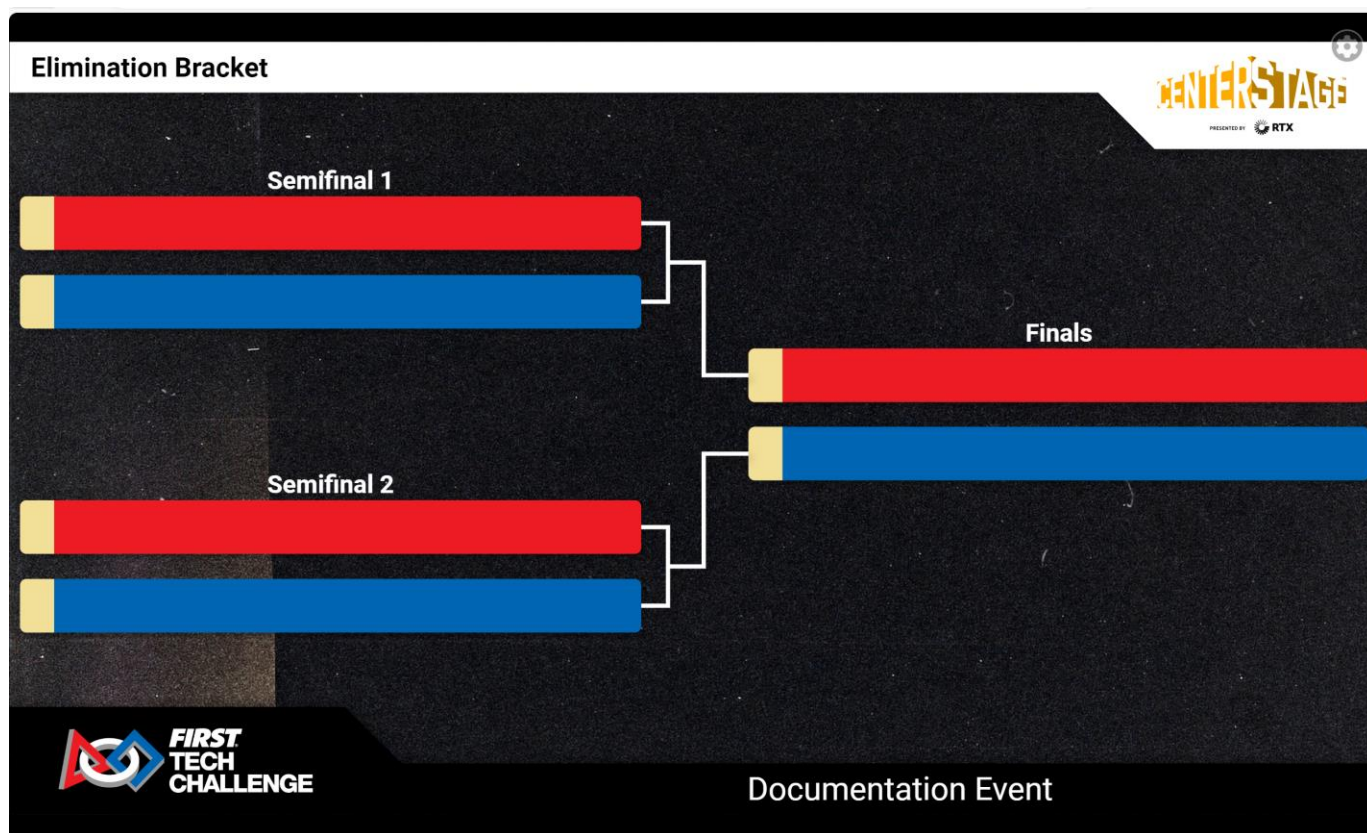 Elimination Bracket
CENTERSTAGE
PRESENTED BY RTX
Semifinal 1
Finals
Semifinal 2
FIRST
TECH
CHALLENGE
Documentation Event